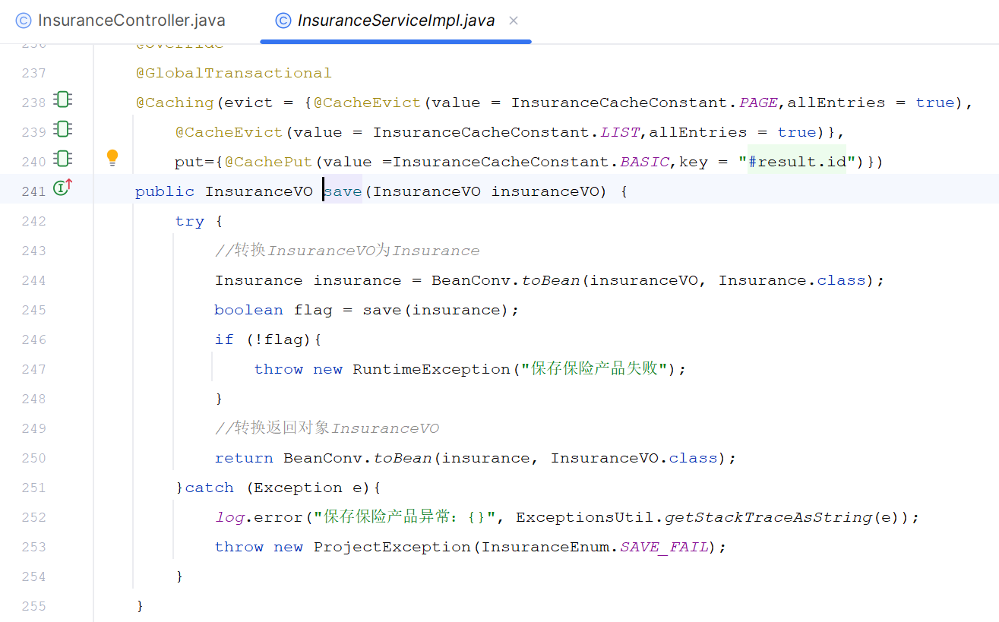 InsuranceController.java
InsuranceServiceImpl.java
236 @Override
237 @GlobalTransactional
238 @Caching(evict = {@CacheEvict(value = InsuranceCacheConstant.PAGE,allEntries = true),
239 @CacheEvict(value = InsuranceCacheConstant.LIST,allEntries = true)},
240 put={@CachePut(value =InsuranceCacheConstant.BASIC,key = "#result.id")})
241 public InsuranceVO save(InsuranceVO insuranceVO) {
242 try {
243 //转换InsuranceVO为Insurance
244 Insurance insurance = BeanConv.toBean(insuranceVO, Insurance.class);
245 boolean flag = save(insurance);
246 if (!flag){
247 throw new RuntimeException("保存保险产品失败");
248 }
249 //转换返回对象InsuranceVO
250 return BeanConv.toBean(insurance, InsuranceVO.class);
251 }catch (Exception e){
252 log.error("保存保险产品异常：{}", ExceptionsUtil.getStackTraceAsString(e));
253 throw new ProjectException(InsuranceEnum.SAVE_FAIL);
254 }
255 }